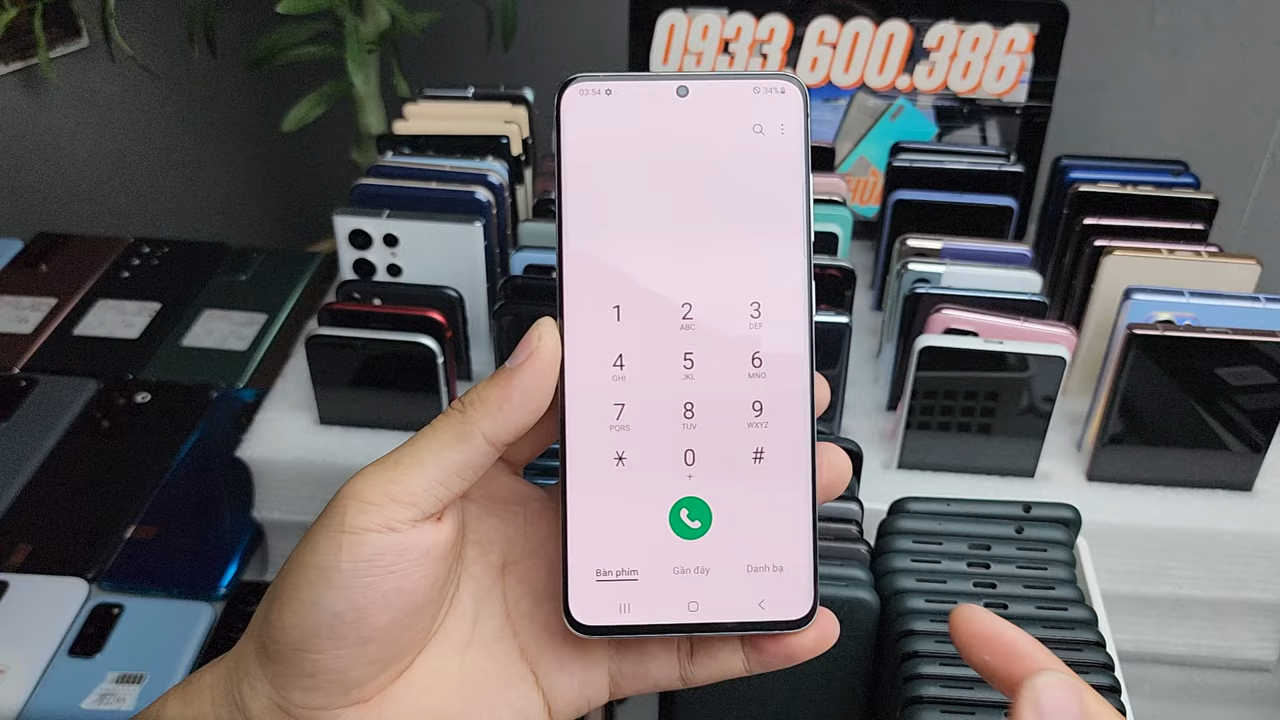 0933.600.386
03:54
34%
1
2
3
ABC
DEF
4
5
6
GHI
JKL
MNO
7
8
9
PQRS
TUV
WXYZ
*
0
#
+
Bàn phím
Gần đây
Danh bạ